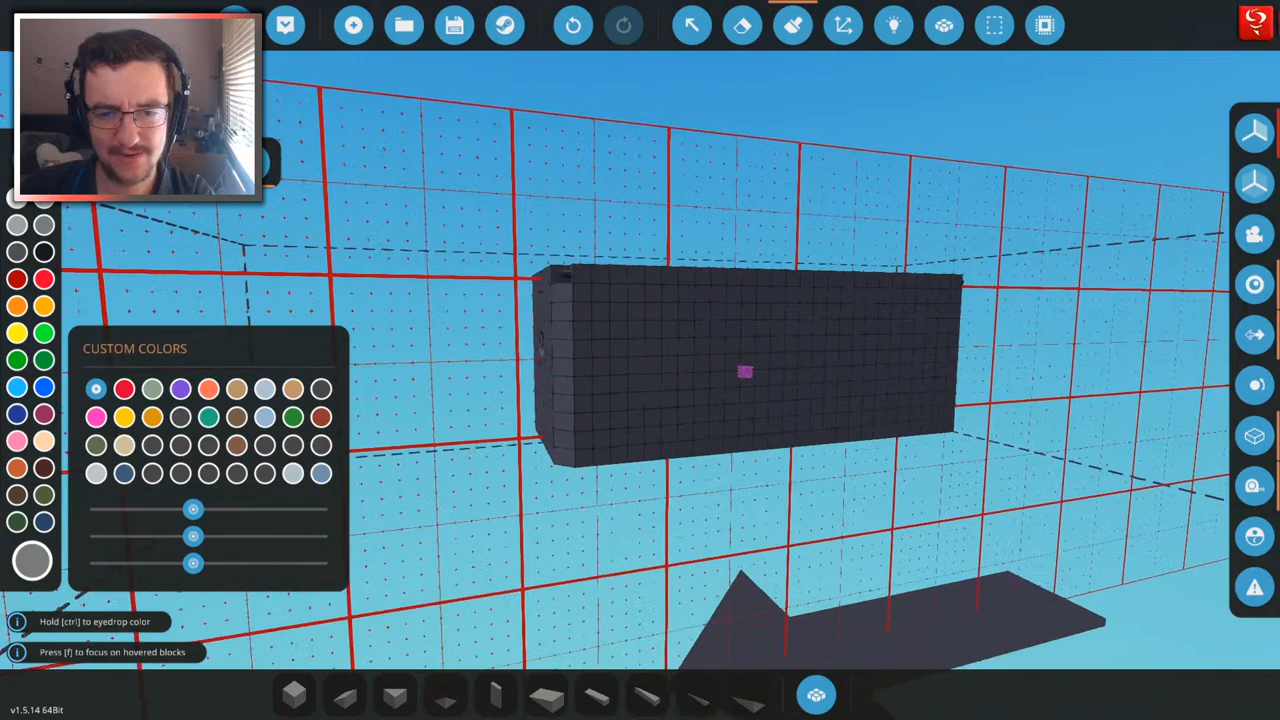 CUSTOM COLORS
Hold [ctrl] to eyedrop color
Press [f] to focus on hovered blocks
v1.5.14 64Bit